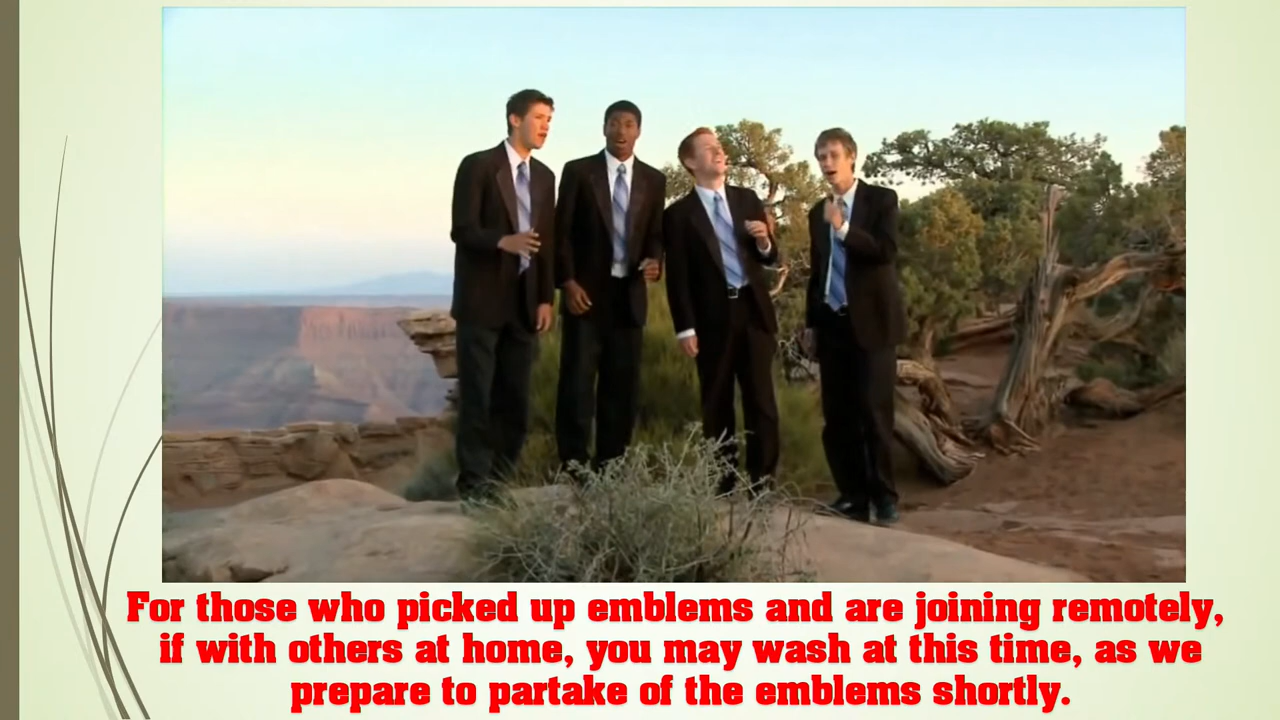 For those who picked up emblems and are joining remotely,
if with others at home, you may wash at this time, as we
prepare to partake of the emblems shortly.